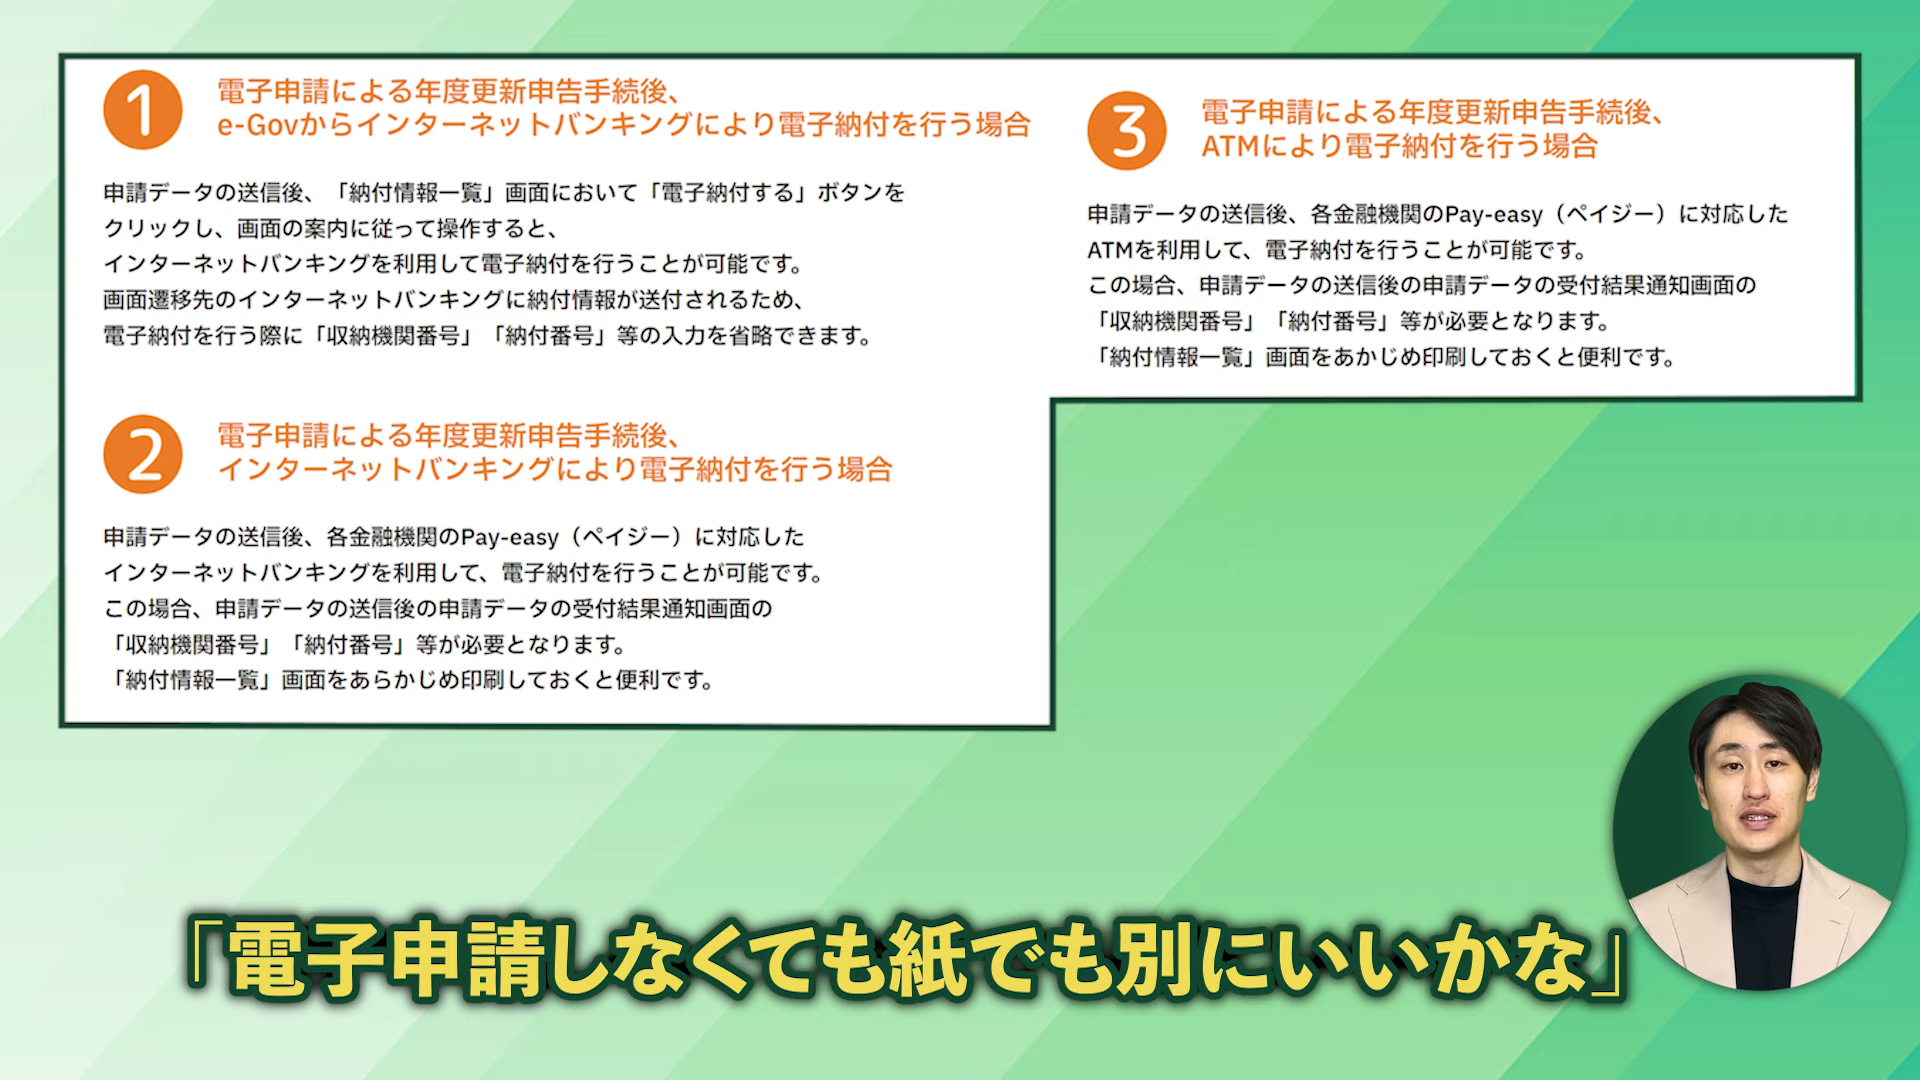 1
電子申請による年度更新申告手続後、
e-Govからインターネットバンキングにより電子納付を行う場合
申請データの送信後、「納付情報一覧」画面において「電子納付する」ボタンを
クリックし、画面の案内に従って操作すると、
インターネットバンキングを利用して電子納付を行うことが可能です。
画面遷移先のインターネットバンキングに納付情報が送付されるため、
電子納付を行う際に「収納機関番号」「納付番号」等の入力を省略できます。
2
電子申請による年度更新申告手続後、
インターネットバンキングにより電子納付を行う場合
申請データの送信後、各金融機関のPay-easy（ペイジー）に対応した
インターネットバンキングを利用して、電子納付を行うことが可能です。
この場合、申請データの送信後の申請データの受付結果通知画面の
「収納機関番号」「納付番号」等が必要となります。
「納付情報一覧」画面をあらかじめ印刷しておくと便利です。
3
電子申請による年度更新申告手続後、
ATMにより電子納付を行う場合
申請データの送信後、各金融機関のPay-easy（ペイジー）に対応した
ATMを利用して、電子納付を行うことが可能です。
この場合、申請データの送信後の申請データの受付結果通知画面の
「収納機関番号」「納付番号」等が必要となります。
「納付情報一覧」画面をあかじめ印刷しておくと便利です。
「電子申請しなくても紙でも別にいいかな」